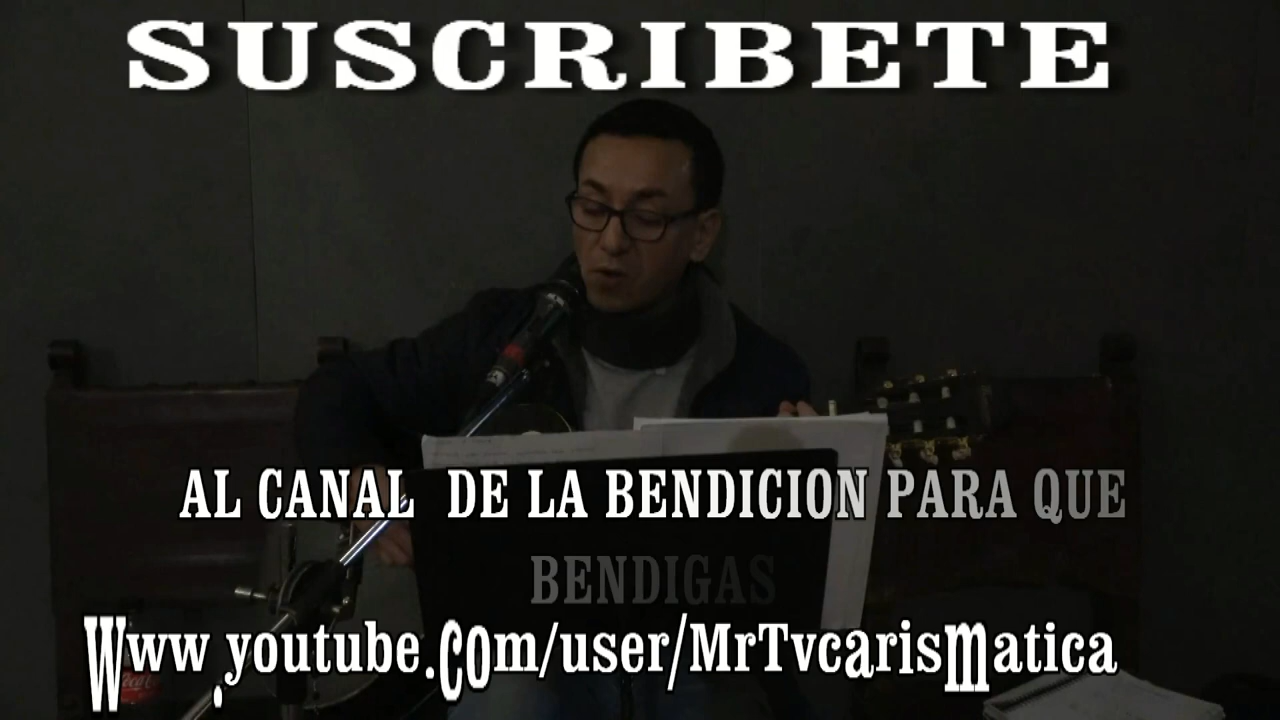 SUSCRIBETE
AL CANAL DE LA BENDICION PARA QUE
BENDIGAS
Www.youtube.com/user/MrTvcarisMatica